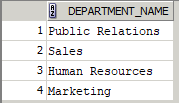 DEPARTMENT_NAME
1 Public Relations
2 Sales
3 Human Resources
4 Marketing